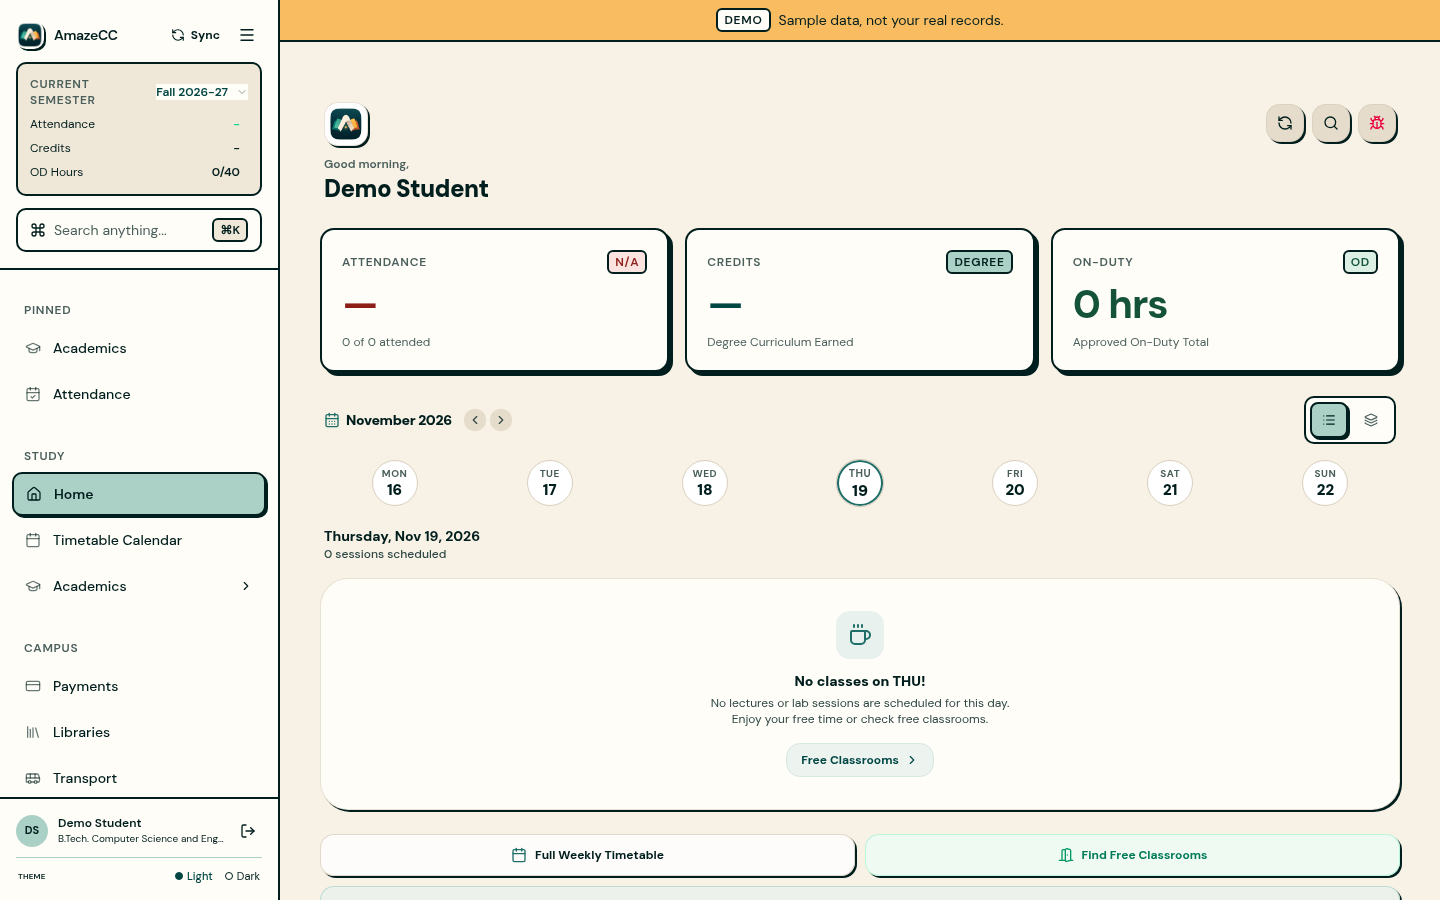 AmazeCC
Sync
CURRENT SEMESTER
Fall 2026-27
Attendance -
Credits -
OD Hours 0/40
Search anything...
⌘K
PINNED
Academics
Attendance
STUDY
Home
Timetable Calendar
Academics
CAMPUS
Payments
Libraries
Transport
DS
Demo Student
B.Tech. Computer Science and Eng...
THEME
Light
Dark
DEMO Sample data, not your real records.
Good morning,
Demo Student
ATTENDANCE N/A
—
0 of 0 attended
CREDITS DEGREE
—
Degree Curriculum Earned
ON-DUTY OD
0 hrs
Approved On-Duty Total
November 2026
MON 16
TUE 17
WED 18
THU 19
FRI 20
SAT 21
SUN 22
Thursday, Nov 19, 2026
0 sessions scheduled
No classes on THU!
No lectures or lab sessions are scheduled for this day.
Enjoy your free time or check free classrooms.
Free Classrooms
Full Weekly Timetable
Find Free Classrooms